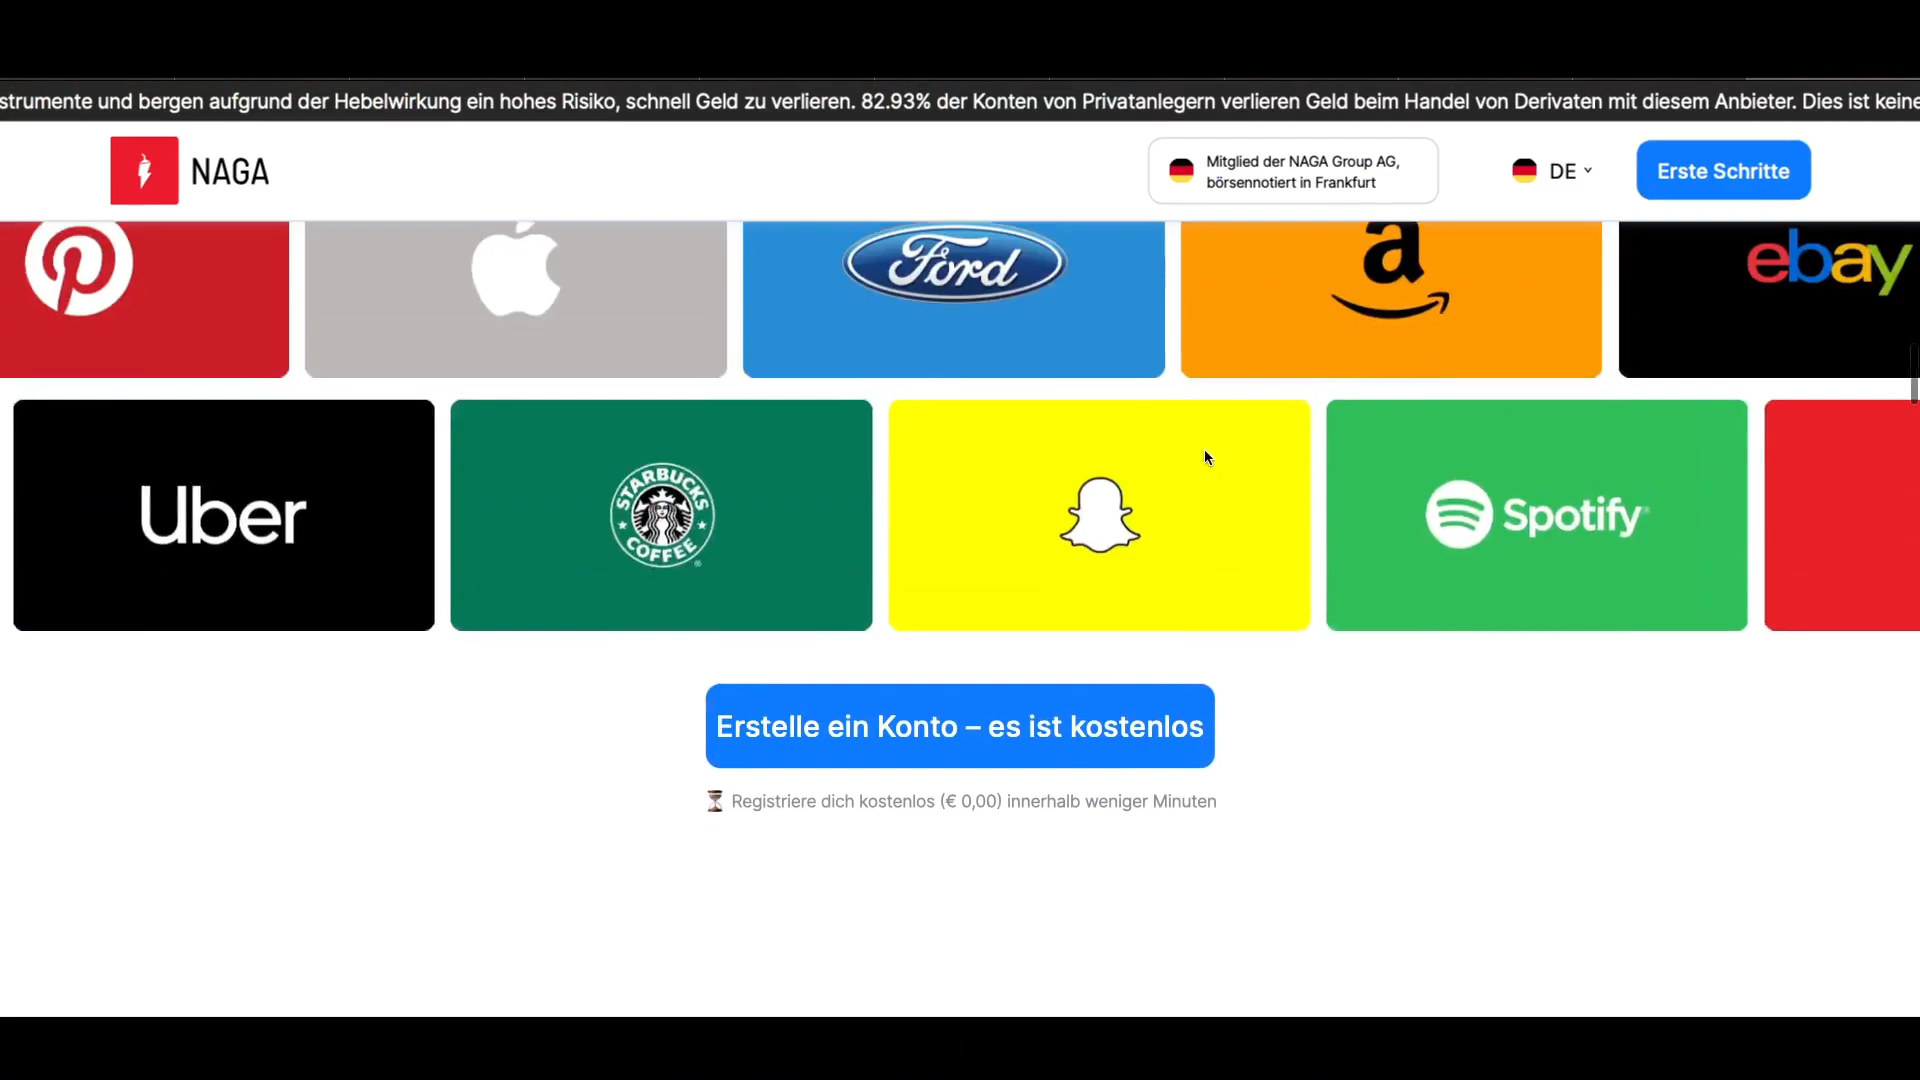 strumente und bergen aufgrund der Hebelwirkung ein hohes Risiko, schnell Geld zu verlieren. 82.93% der Konten von Privatanlegern verlieren Geld beim Handel von Derivaten mit diesem Anbieter. Dies ist keine
NAGA
Mitglied der NAGA Group AG,
börsennotiert in Frankfurt
DE
Erste Schritte
Ford
a
ebay
Uber
STARBUCKS
COFFEE
®
Spotify
Erstelle ein Konto – es ist kostenlos
Registriere dich kostenlos (€ 0,00) innerhalb weniger Minuten